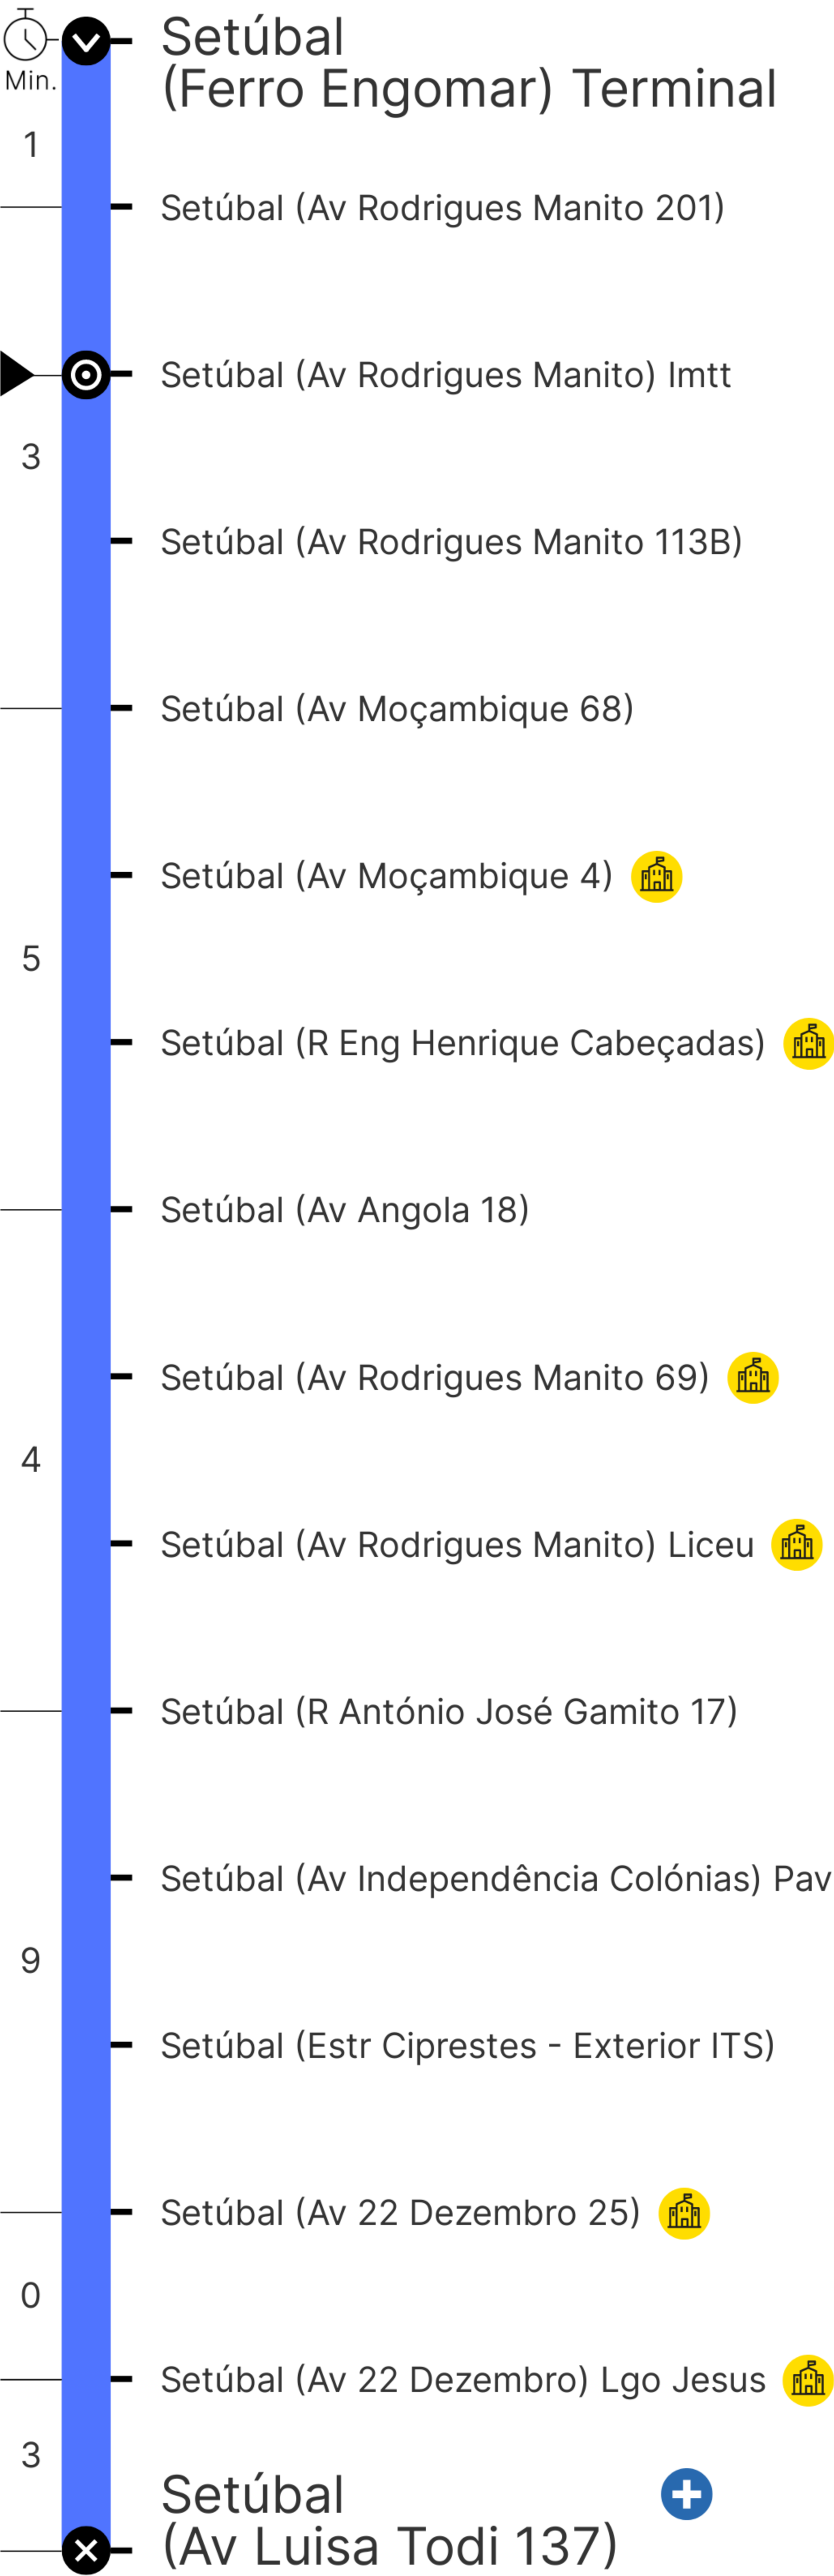 Setúbal
(Ferro Engomar) Terminal
Min.
1
Setúbal (Av Rodrigues Manito 201)
Setúbal (Av Rodrigues Manito) Imtt
3
Setúbal (Av Rodrigues Manito 113B)
Setúbal (Av Moçambique 68)
Setúbal (Av Moçambique 4)
5
Setúbal (R Eng Henrique Cabeçadas)
Setúbal (Av Angola 18)
Setúbal (Av Rodrigues Manito 69)
4
Setúbal (Av Rodrigues Manito) Liceu
Setúbal (R António José Gamito 17)
Setúbal (Av Independência Colónias) Pav
9
Setúbal (Estr Ciprestes - Exterior ITS)
Setúbal (Av 22 Dezembro 25)
0
Setúbal (Av 22 Dezembro) Lgo Jesus
3
Setúbal
(Av Luisa Todi 137)